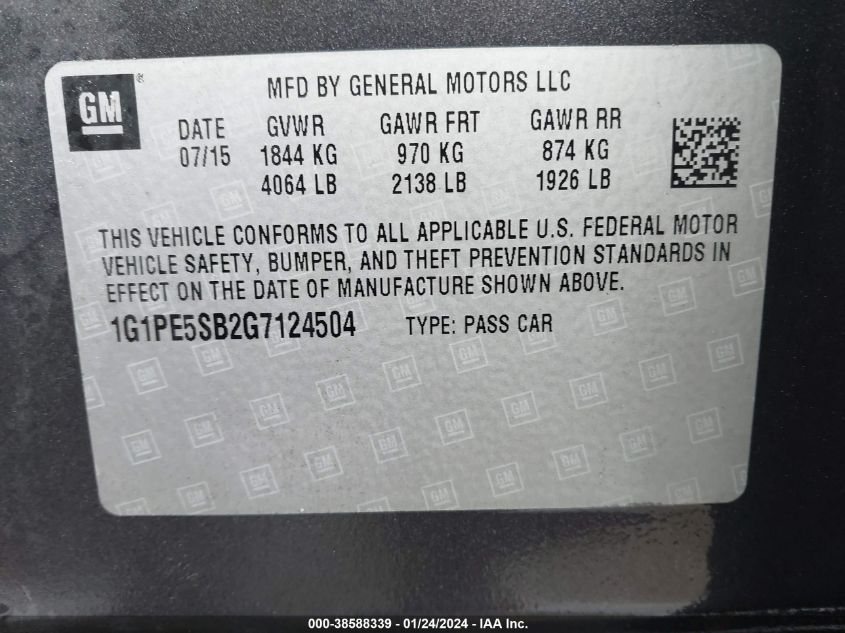 GM ®
MFD BY GENERAL MOTORS LLC
DATE GVWR GAWR FRT GAWR RR
07/15 1844 KG 970 KG 874 KG
4064 LB 2138 LB 1926 LB
THIS VEHICLE CONFORMS TO ALL APPLICABLE U.S. FEDERAL MOTOR
VEHICLE SAFETY, BUMPER, AND THEFT PREVENTION STANDARDS IN
EFFECT ON THE DATE OF MANUFACTURE SHOWN ABOVE.
1G1PE5SB2G7124504 TYPE: PASS CAR
000-38588339 - 01/24/2024 - IAA Inc.